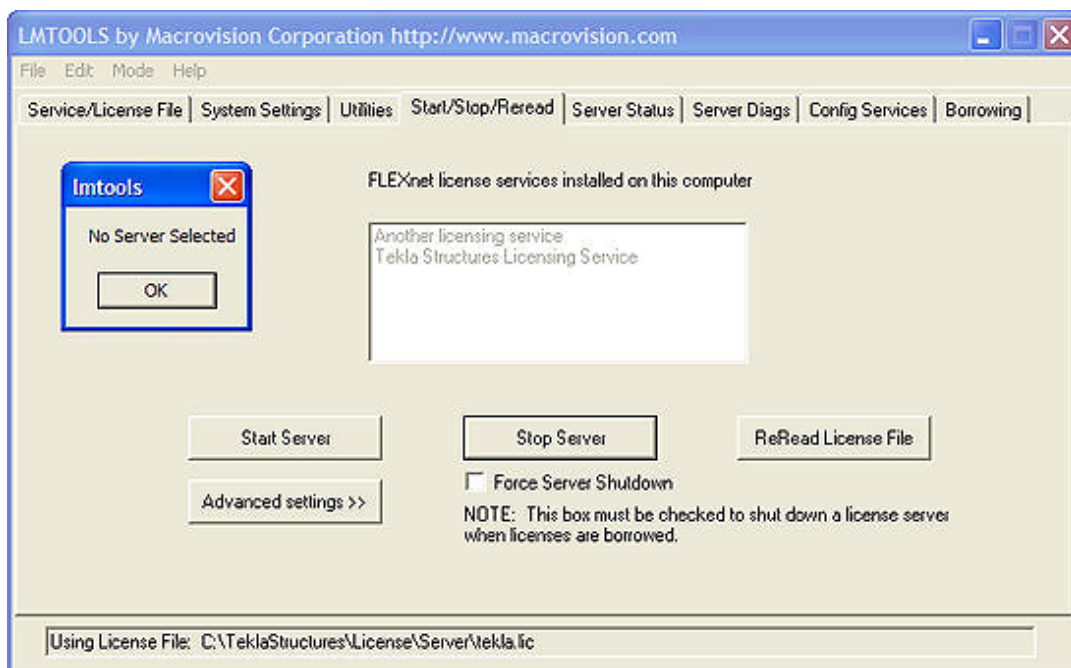 LMTOOLS by Macrovision Corporation http://www.macrovision.com
File Edit Mode Help
Service/License File System Settings Utilities Start/Stop/Reread Server Status Server Diags Config Services Borrowing
lmtools
No Server Selected
OK
FLEXnet license services installed on this computer
Another licensing service
Tekla Structures Licensing Service
Start Server Stop Server ReRead License File
Advanced settings >>
Force Server Shutdown
NOTE: This box must be checked to shut down a license server
when licenses are borrowed.
Using License File: C:\TeklaStructures\License\Server\tekla.lic